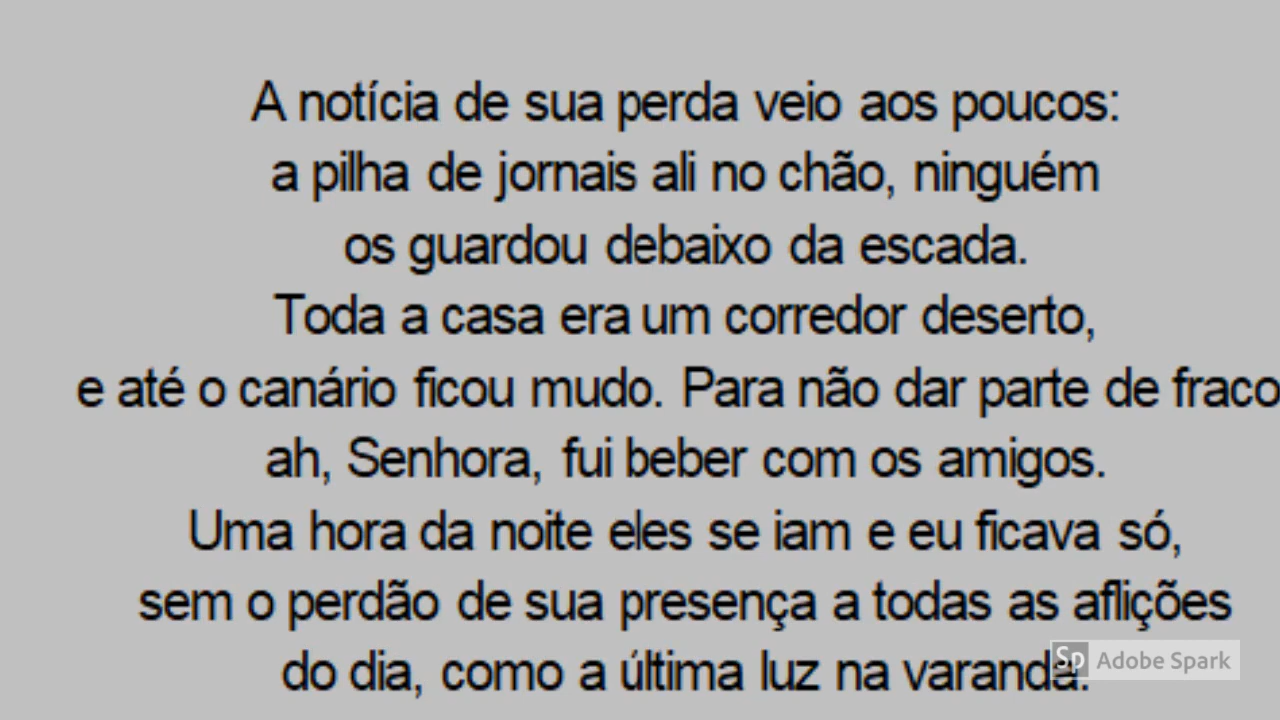 A notícia de sua perda veio aos poucos:
a pilha de jornais ali no chão, ninguém
os guardou debaixo da escada.
Toda a casa era um corredor deserto,
e até o canário ficou mudo. Para não dar parte de fraco
ah, Senhora, fui beber com os amigos.
Uma hora da noite eles se iam e eu ficava só,
sem o perdão de sua presença a todas as aflições
do dia, como a última luz na varanda.
Sp Adobe Spark